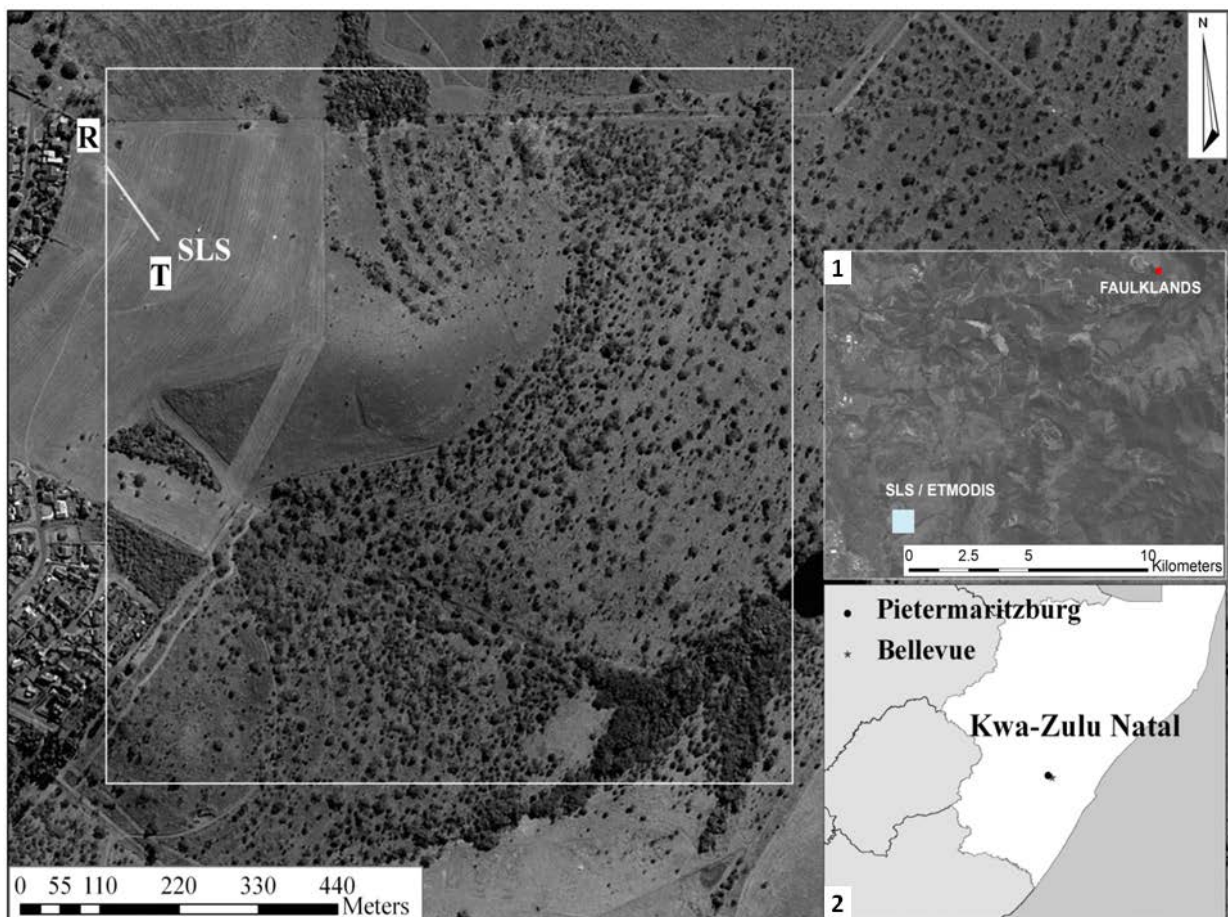 N
R
SLS
T
1
FAULKLANDS
SLS / ETMODIS
0 2.5 5 10
Kilometers
Pietermaritzburg
Bellevue
Kwa-Zulu Natal
2
0 55 110 220 330 440
Meters